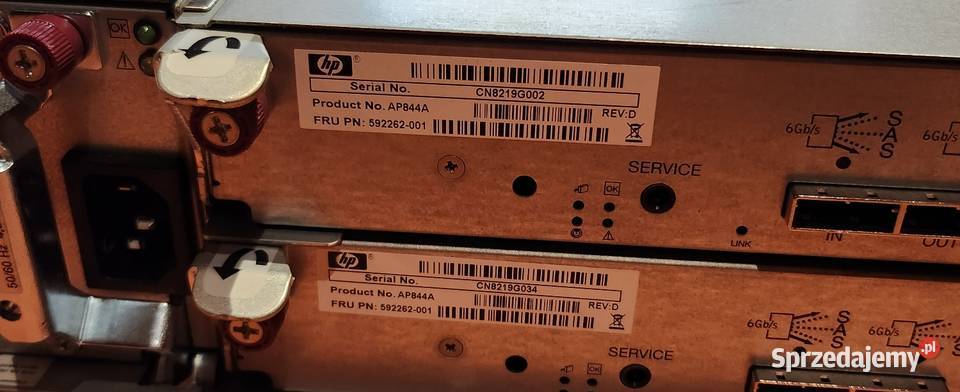 OK
hp
Serial No. CN8219G002
Product No. AP844A REV:D
FRU PN: 592262-001
6Gb/s SAS 6Gb/s
SERVICE
OK
LINK IN OUT
50/60 Hz
hp
Serial No. CN8219G034
Product No. AP844A REV:D
FRU PN: 592262-001
6Gb/s SAS 6Gb/s SAS
SERVICE
OK
Sprzedajemy.pl